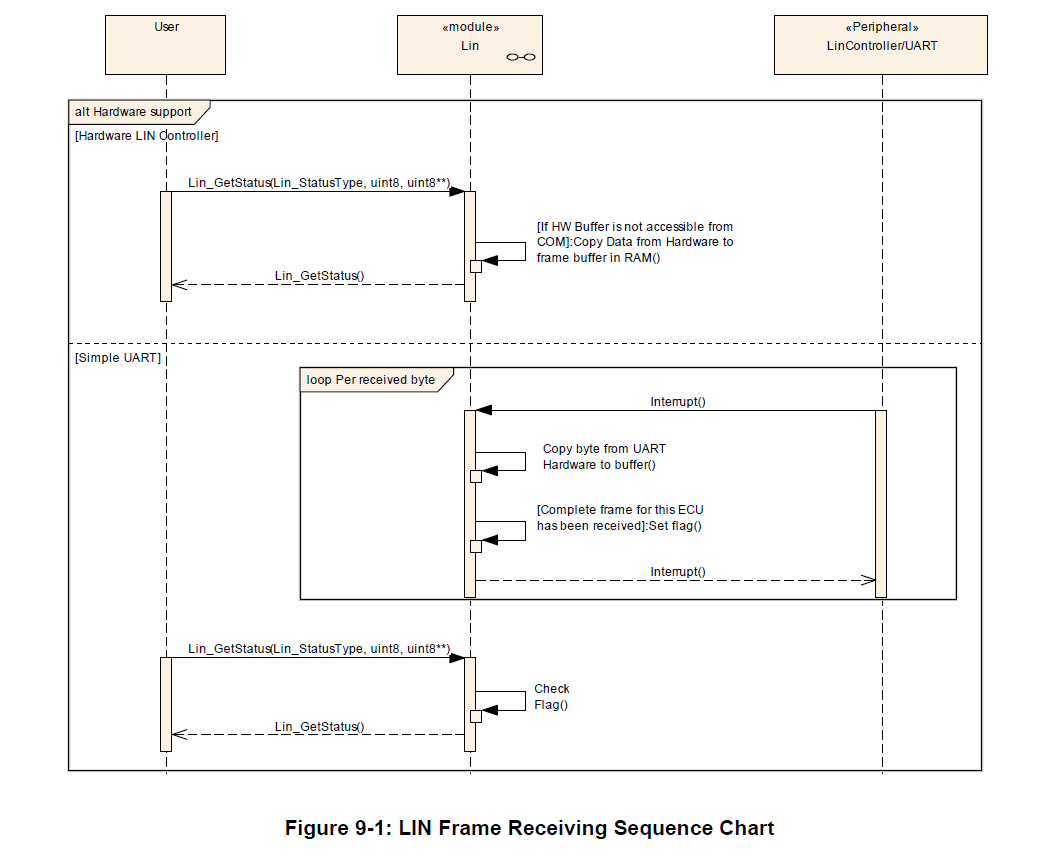 User
«module»
Lin
«Peripheral»
LinController/UART
alt Hardware support
[Hardware LIN Controller]
Lin_GetStatus(Lin_StatusType, uint8, uint8**)
[If HW Buffer is not accessible from
COM]:Copy Data from Hardware to
frame buffer in RAM()
Lin_GetStatus()
[Simple UART]
loop Per received byte
Interrupt()
Copy byte from UART
Hardware to buffer()
[Complete frame for this ECU
has been received]:Set flag()
Interrupt()
Lin_GetStatus(Lin_StatusType, uint8, uint8**)
Check
Flag()
Lin_GetStatus()
Figure 9-1: LIN Frame Receiving Sequence Chart